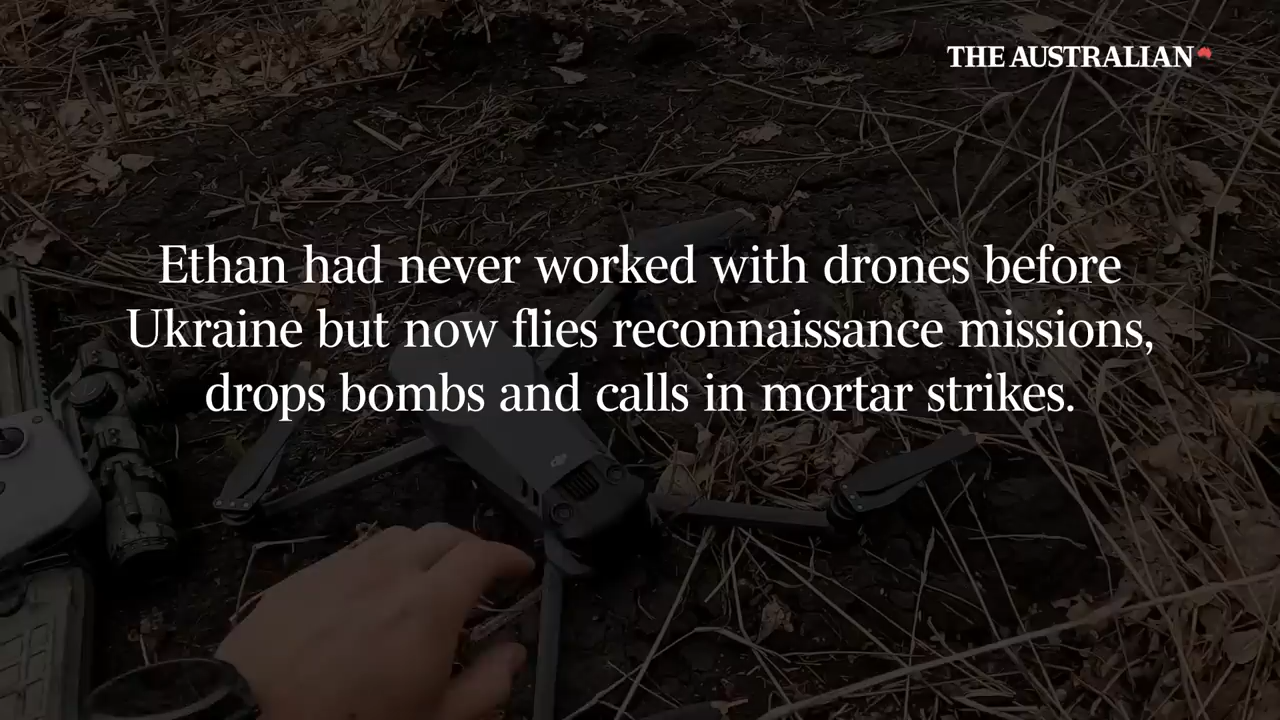 THE AUSTRALIAN
Ethan had never worked with drones before
Ukraine but now flies reconnaissance missions,
drops bombs and calls in mortar strikes.